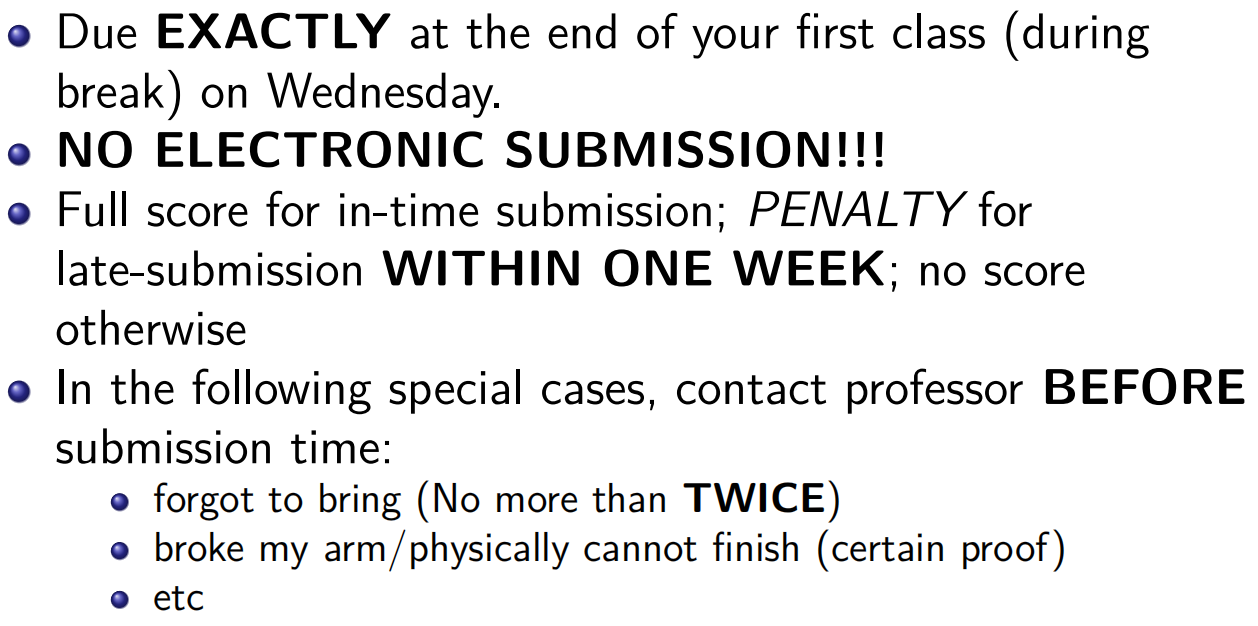 Due EXACTLY at the end of your first class (during
break) on Wednesday.
NO ELECTRONIC SUBMISSION!!!
Full score for in-time submission; PENALTY for
late-submission WITHIN ONE WEEK; no score
otherwise
In the following special cases, contact professor BEFORE
submission time:
forgot to bring (No more than TWICE)
broke my arm/physically cannot finish (certain proof)
etc